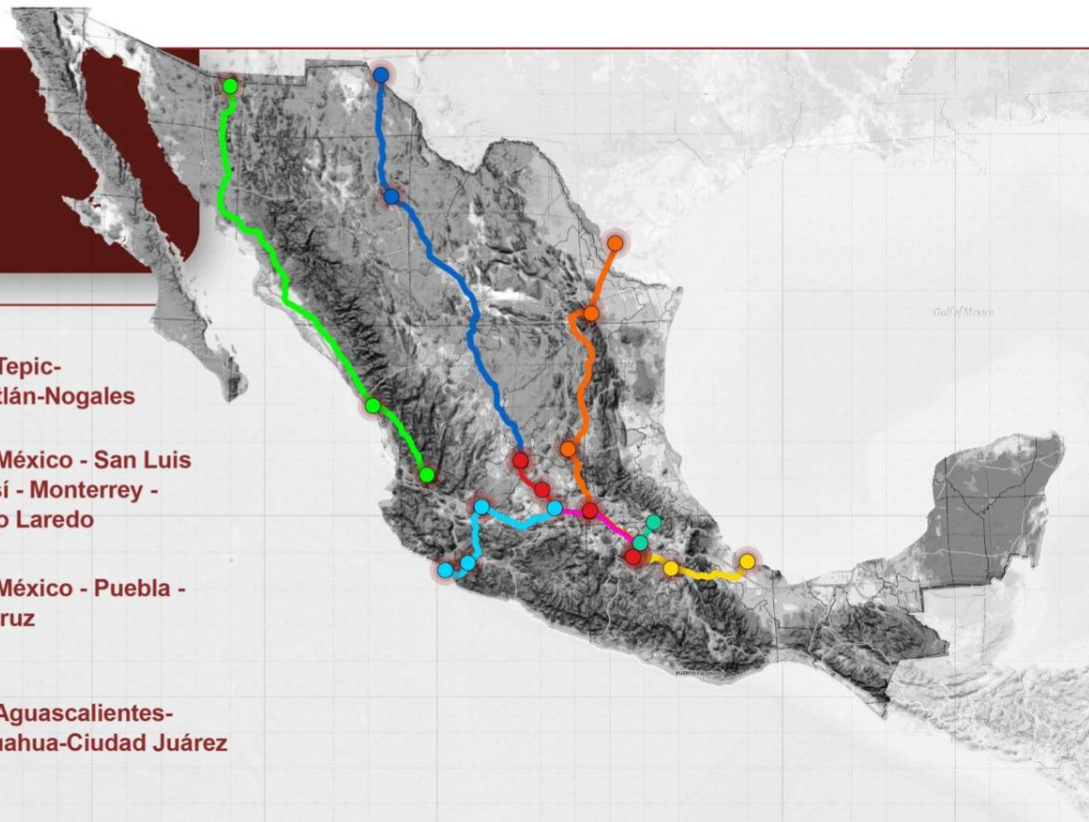 Tepic-
tlán-Nogales
México - San Luis
sí - Monterrey -
o Laredo
México - Puebla -
ruz
Aguascalientes-
uahua-Ciudad Juárez
Gulf of Mexico